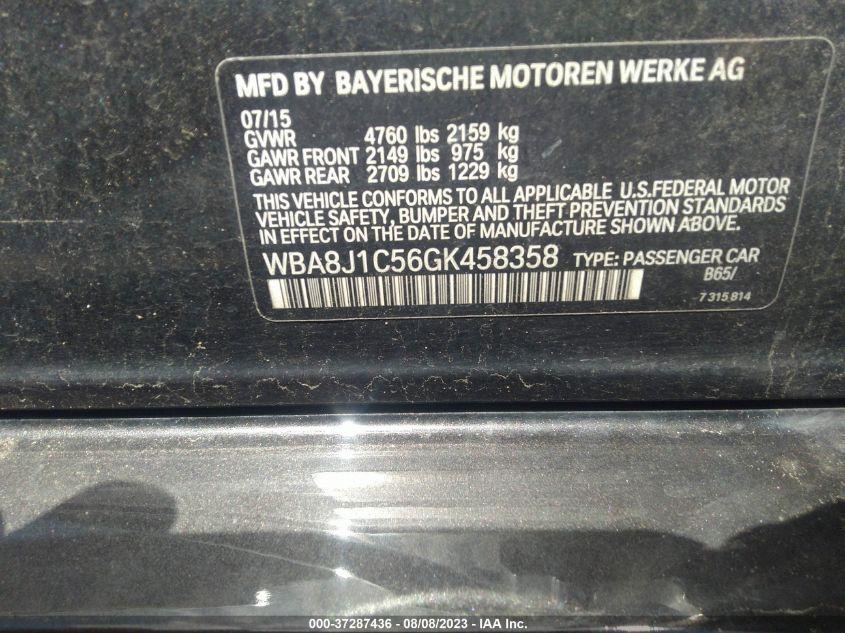 MFD BY BAYERISCHE MOTOREN WERKE AG
07/15
GVWR 4760 lbs 2159 kg
GAWR FRONT 2149 lbs 975 kg
GAWR REAR 2709 lbs 1229 kg
THIS VEHICLE CONFORMS TO ALL APPLICABLE U.S.FEDERAL MOTOR
VEHICLE SAFETY, BUMPER AND THEFT PREVENTION STANDARDS
IN EFFECT ON THE DATE OF MANUFACTURE SHOWN ABOVE.
WBA8J1C56GK458358 TYPE: PASSENGER CAR
B65/
7 315 814
000-37287436 - 08/08/2023 - IAA Inc.